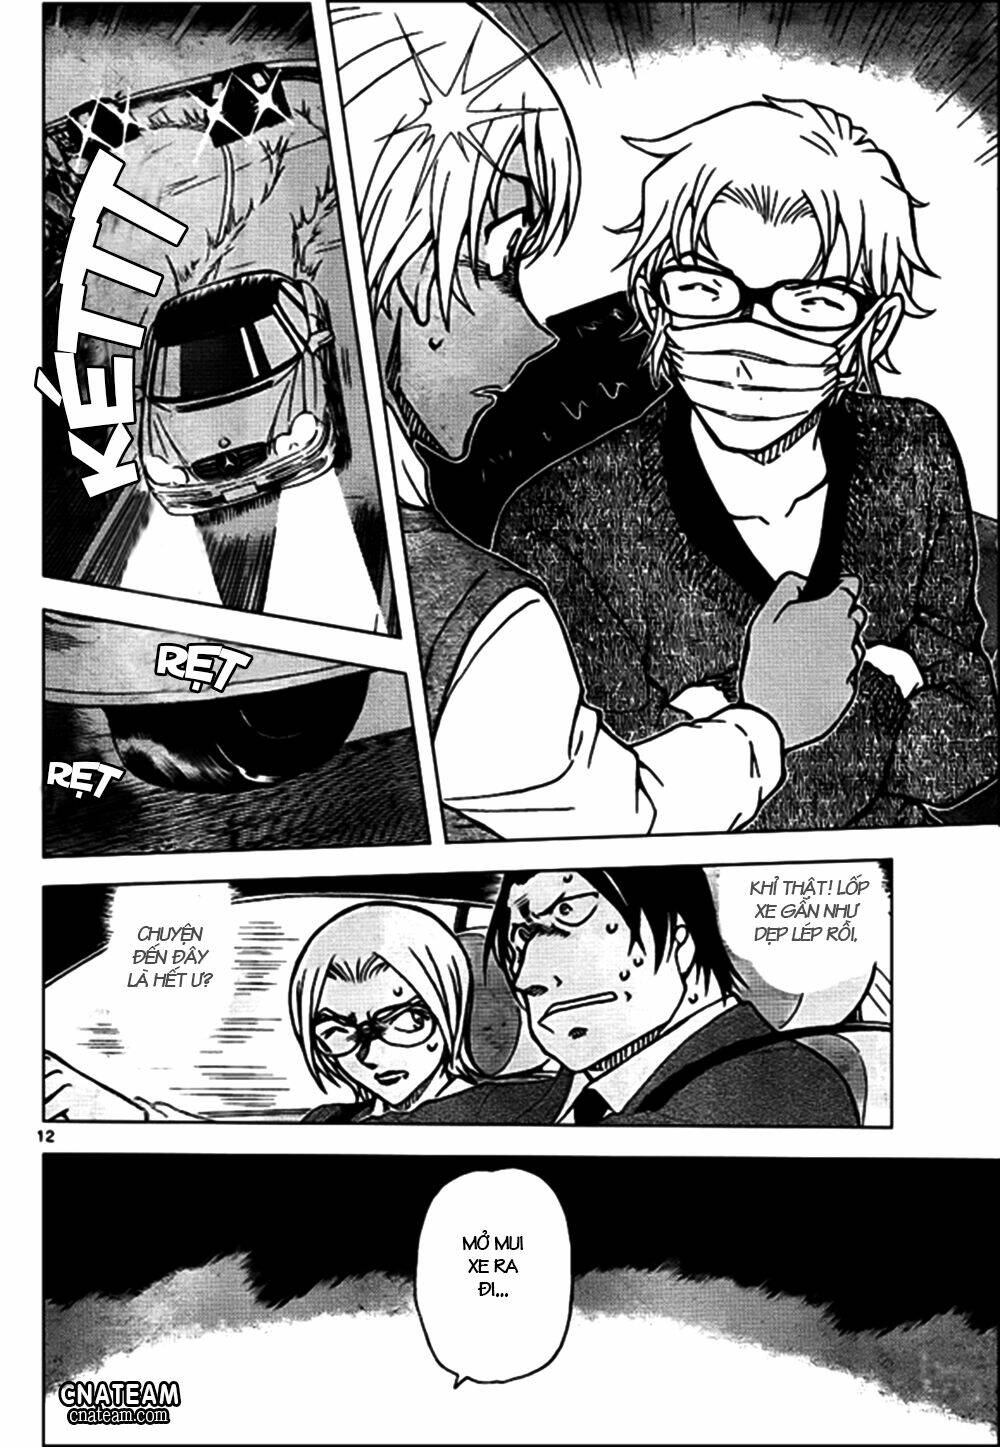 KÉTTT
RẸT
RẸT
CHUYỆN
ĐẾN ĐÂY
LÀ HẾT Ư?
KHỈ THẬT! LỐP
XE GẦN NHƯ
DẸP LÉP RỒI.
12
MỞ MUI
XE RA
ĐI...
CNATEAM
cnateam.com